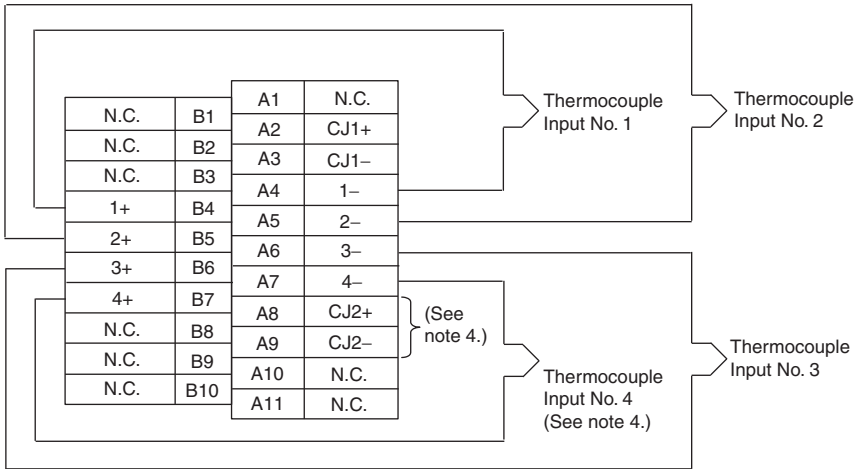 N.C. B1
N.C. B2
N.C. B3
1+ B4
2+ B5
3+ B6
4+ B7
N.C. B8
N.C. B9
N.C. B10
A1 N.C.
A2 CJ1+
A3 CJ1−
A4 1−
A5 2−
A6 3−
A7 4−
A8 CJ2+
A9 CJ2−
A10 N.C.
A11 N.C.
(See
note 4.)
Thermocouple
Input No. 1
Thermocouple
Input No. 2
Thermocouple
Input No. 4
(See note 4.)
Thermocouple
Input No. 3